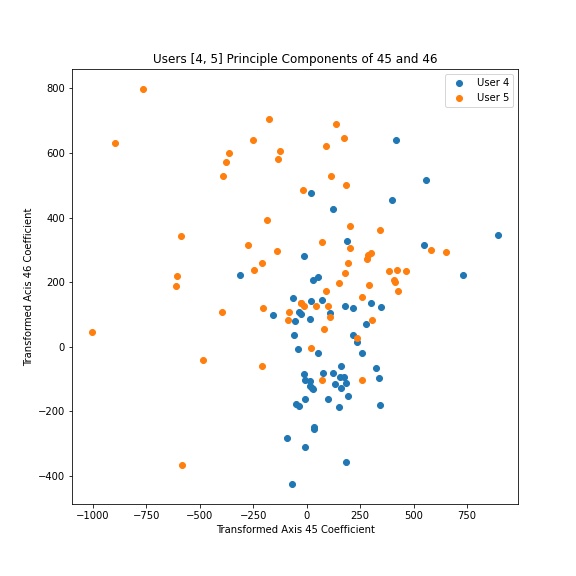 Users [4, 5] Principle Components of 45 and 46
User 4
User 5
800
600
400
200
0
−200
−400
Transformed Acis 46 Coefficient
−1000 −750 −500 −250 0 250 500 750
Transformed Axis 45 Coefficient